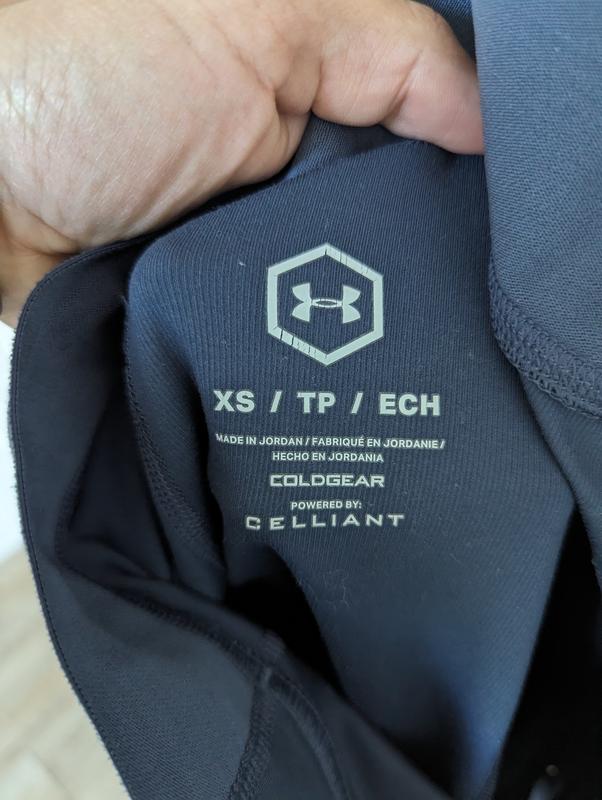 XS / TP / ECH
MADE IN JORDAN / FABRIQUÉ EN JORDANIE /
HECHO EN JORDANIA
COLDGEAR
POWERED BY:
CELLIANT